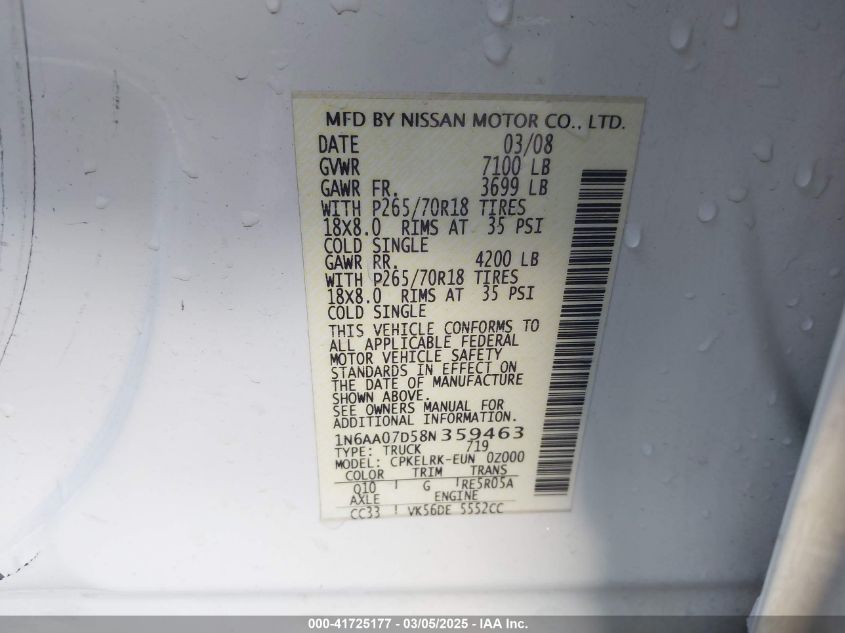 MFD BY NISSAN MOTOR CO., LTD.
DATE 03/08
GVWR 7100 LB
GAWR FR. 3699 LB
WITH P265/70R18 TIRES
18X8.0 RIMS AT 35 PSI
COLD SINGLE
GAWR RR. 4200 LB
WITH P265/70R18 TIRES
18X8.0 RIMS AT 35 PSI
COLD SINGLE
THIS VEHICLE CONFORMS TO
ALL APPLICABLE FEDERAL
MOTOR VEHICLE SAFETY
STANDARDS IN EFFECT ON
THE DATE OF MANUFACTURE
SHOWN ABOVE.
SEE OWNERS MANUAL FOR
ADDITIONAL INFORMATION.
1N6AA07D58N359463
TYPE: TRUCK /19
MODEL: CPKELRK-EUN 0Z000
COLOR TRIM TRANS
Q10 G RE5R05A
AXLE ENGINE
CC33 VK56DE 5552CC
000-41725177 - 03/05/2025 - IAA Inc.